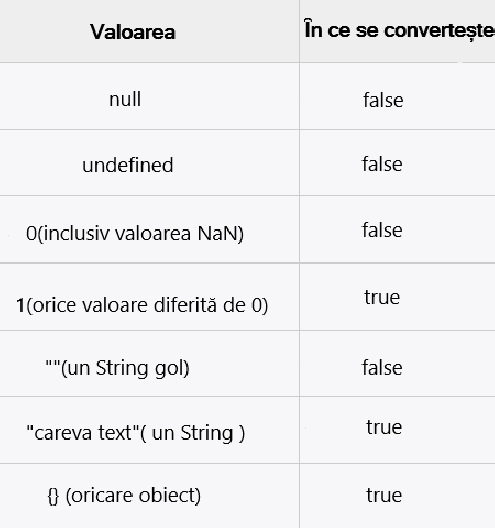 Valoarea În ce se convertește
null false
undefined false
0(inclusiv valoarea NaN) false
1(orice valoare diferită de 0) true
""(un String gol) false
"careva text"( un String ) true
{} (oricare obiect) true